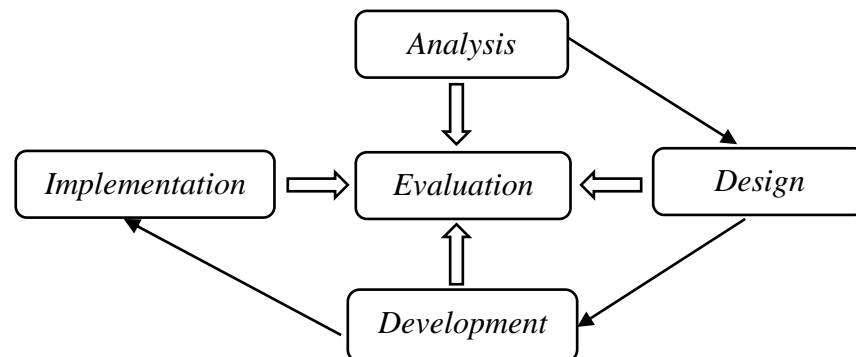 Analysis
Implementation
Evaluation
Design
Development